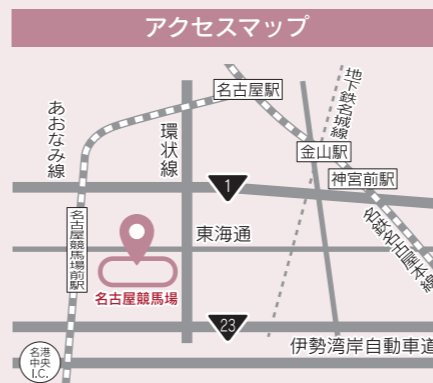 アクセスマップ
名古屋駅
地下鉄名城線
あおなみ線
環状線
金山駅
神宮前駅
1
名古屋競馬場前駅
東海通
名鉄名古屋本線
名古屋競馬場
23
伊勢湾岸自動車道
名港
中央
I.C.